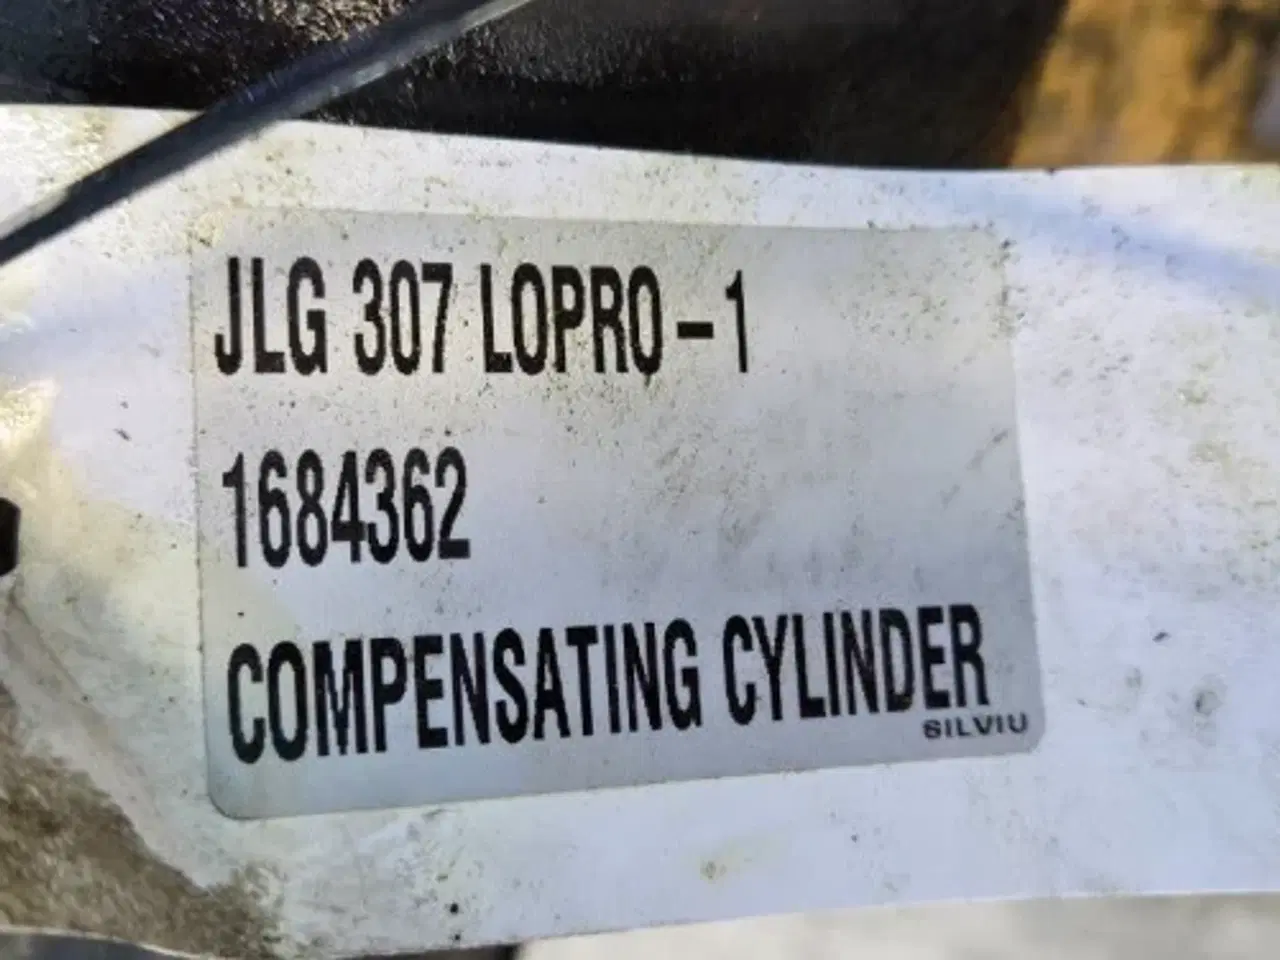 JLG 307 LOPRO - 1
1684362
COMPENSATING CYLINDER
SILVIU